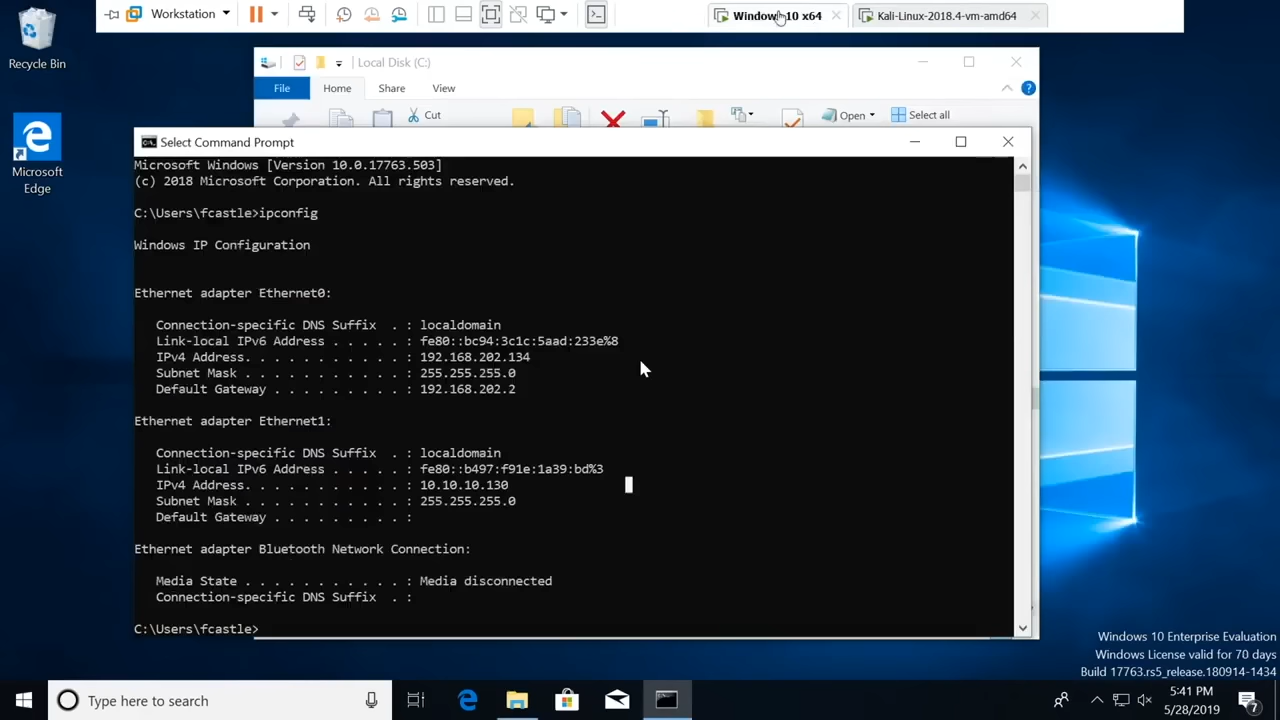 Workstation
Windows 10 x64
Kali-Linux-2018.4-vm-amd64
Recycle Bin
Local Disk (C:)
File Home Share View
Cut
Open
Select all
Microsoft Edge
Select Command Prompt
Microsoft Windows [Version 10.0.17763.503]
(c) 2018 Microsoft Corporation. All rights reserved.
C:\Users\fcastle>ipconfig
Windows IP Configuration
Ethernet adapter Ethernet0:
Connection-specific DNS Suffix . : localdomain
Link-local IPv6 Address . . . . . : fe80::bc94:3c1c:5aad:233e%8
IPv4 Address. . . . . . . . . . . : 192.168.202.134
Subnet Mask . . . . . . . . . . . : 255.255.255.0
Default Gateway . . . . . . . . . : 192.168.202.2
Ethernet adapter Ethernet1:
Connection-specific DNS Suffix . : localdomain
Link-local IPv6 Address . . . . . : fe80::b497:f91e:1a39:bd%3
IPv4 Address. . . . . . . . . . . : 10.10.10.130
Subnet Mask . . . . . . . . . . . : 255.255.255.0
Default Gateway . . . . . . . . . :
Ethernet adapter Bluetooth Network Connection:
Media State . . . . . . . . . . . : Media disconnected
Connection-specific DNS Suffix . :
C:\Users\fcastle>
Windows 10 Enterprise Evaluation
Windows License valid for 70 days
Build 17763.rs5_release.180914-1434
Type here to search
5:41 PM
5/28/2019
7